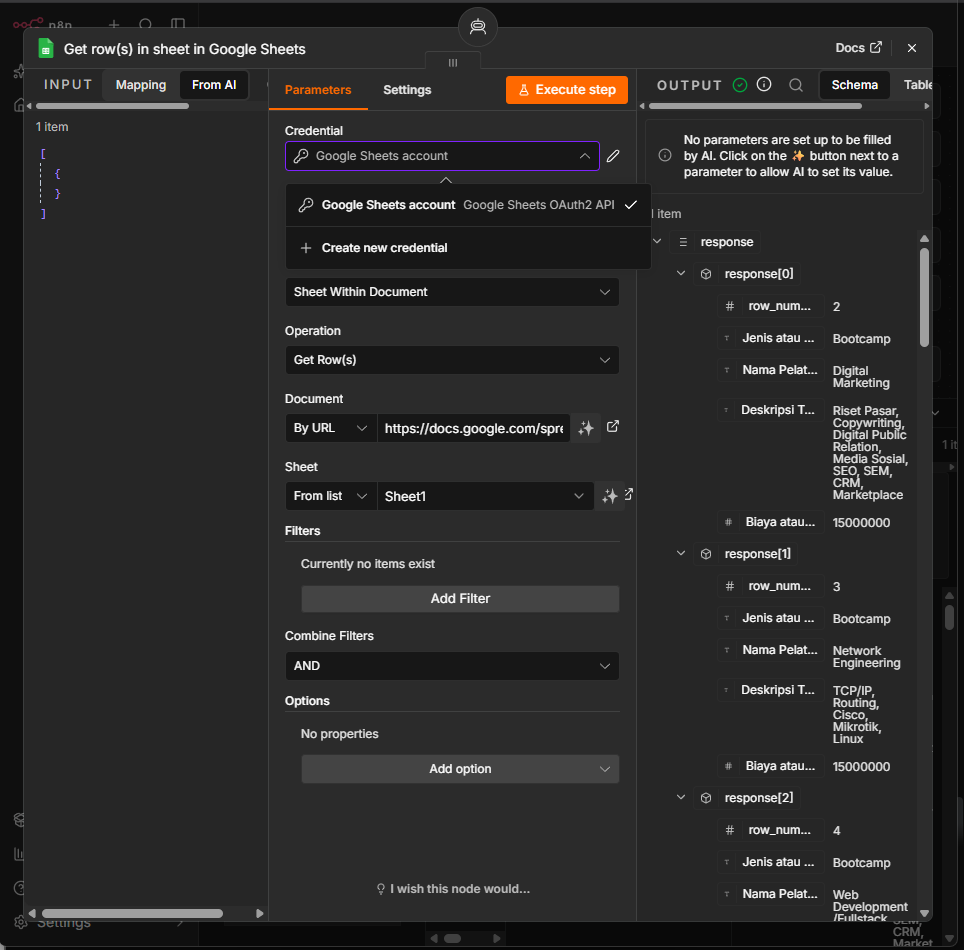 n8n
Get row(s) in sheet in Google Sheets
Docs
INPUT
Mapping
From AI
1 item
[
{
}
]
Parameters
Settings
Execute step
Credential
Google Sheets account
Google Sheets account Google Sheets OAuth2 API
Create new credential
Sheet Within Document
Operation
Get Row(s)
Document
By URL
https://docs.google.com/spre
Sheet
From list
Sheet1
Filters
Currently no items exist
Add Filter
Combine Filters
AND
Options
No properties
Add option
I wish this node would...
OUTPUT
Schema
Table
No parameters are set up to be filled
by AI. Click on the ✨ button next to a
parameter to allow AI to set its value.
1 item
response
response[0]
# row_num... 2
T Jenis atau ... Bootcamp
T Nama Pelat... Digital
Marketing
T Deskripsi T... Riset Pasar,
Copywriting,
Digital Public
Relation,
Media Sosial,
SEO, SEM,
CRM,
Marketplace
# Biaya atau... 15000000
response[1]
# row_num... 3
T Jenis atau ... Bootcamp
T Nama Pelat... Network
Engineering
T Deskripsi T... TCP/IP,
Routing,
Cisco,
Mikrotik,
Linux
# Biaya atau... 15000000
response[2]
# row_num... 4
T Jenis atau ... Bootcamp
T Nama Pelat... Web
Development
/Fullstack
Settings
1 it
SEM,
CRM,
Market